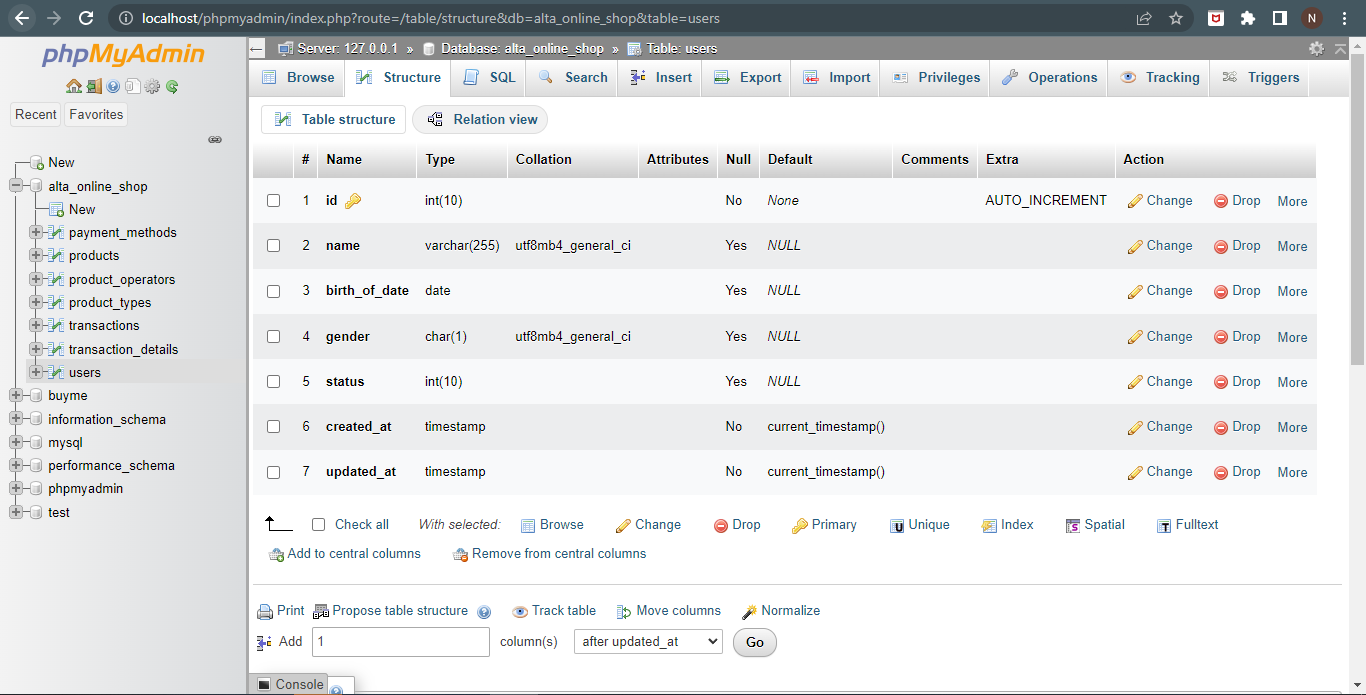 localhost/phpmyadmin/index.php?route=/table/structure&db=alta_online_shop&table=users
N
phpMyAdmin
Recent Favorites
New
alta_online_shop
New
payment_methods
products
product_operators
product_types
transactions
transaction_details
users
buyme
information_schema
mysql
performance_schema
phpmyadmin
test
Server: 127.0.0.1 » Database: alta_online_shop » Table: users
Browse Structure SQL Search Insert Export Import Privileges Operations Tracking Triggers
Table structure Relation view
# Name Type Collation Attributes Null Default Comments Extra Action
1 id int(10) No None AUTO_INCREMENT Change Drop More
2 name varchar(255) utf8mb4_general_ci Yes NULL Change Drop More
3 birth_of_date date Yes NULL Change Drop More
4 gender char(1) utf8mb4_general_ci Yes NULL Change Drop More
5 status int(10) Yes NULL Change Drop More
6 created_at timestamp No current_timestamp() Change Drop More
7 updated_at timestamp No current_timestamp() Change Drop More
Check all With selected: Browse Change Drop Primary Unique Index Spatial Fulltext
Add to central columns Remove from central columns
Print Propose table structure Track table Move columns Normalize
Add 1 column(s) after updated_at Go
Console